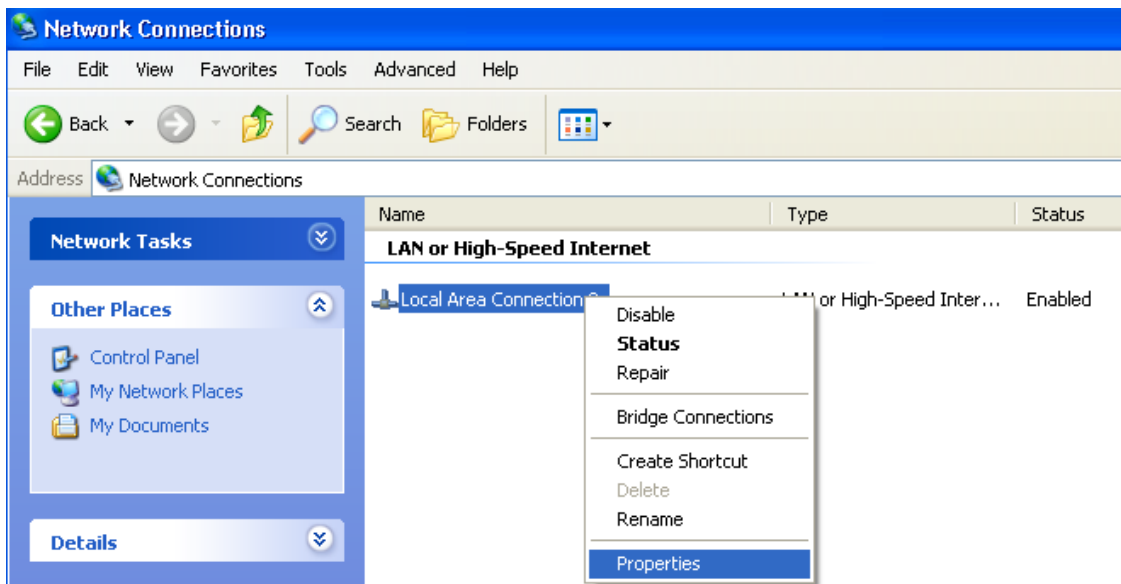 Network Connections
File Edit View Favorites Tools Advanced Help
Back Search Folders
Address Network Connections
Network Tasks
Other Places
Control Panel
My Network Places
My Documents
Details
Name Type Status
LAN or High-Speed Internet
Local Area Connection or High-Speed Inter... Enabled
Disable
Status
Repair
Bridge Connections
Create Shortcut
Delete
Rename
Properties